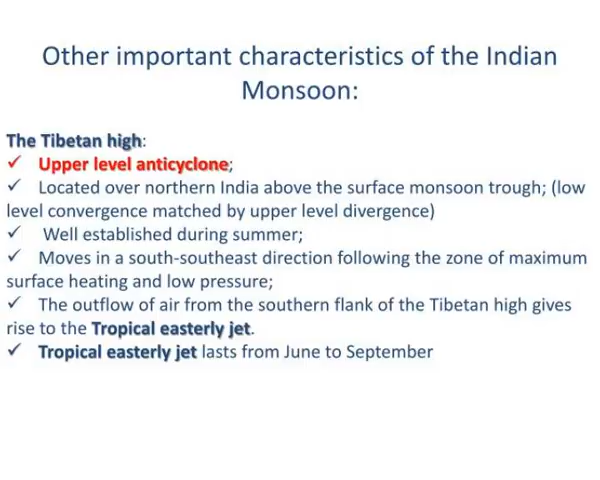 Other important characteristics of the Indian
Monsoon:
The Tibetan high:
✓ Upper level anticyclone;
✓ Located over northern India above the surface monsoon trough; (low
level convergence matched by upper level divergence)
✓ Well established during summer;
✓ Moves in a south-southeast direction following the zone of maximum
surface heating and low pressure;
✓ The outflow of air from the southern flank of the Tibetan high gives
rise to the Tropical easterly jet.
✓ Tropical easterly jet lasts from June to September